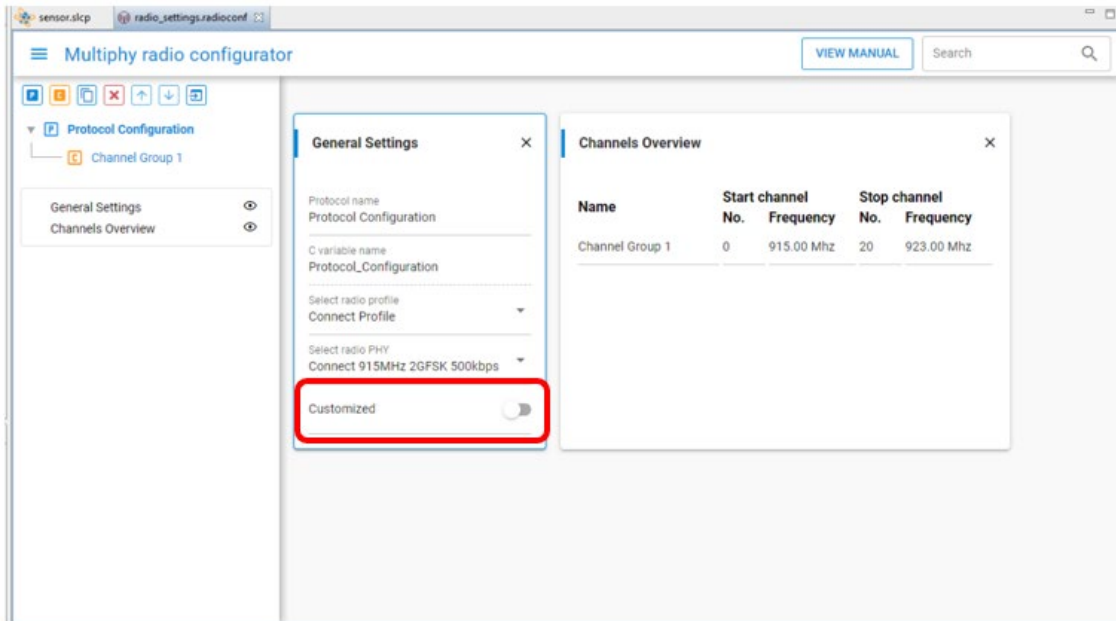 sensor.slcp
radio_settings.radioconf
Multiphy radio configurator
VIEW MANUAL
Search
P
C
P Protocol Configuration
C Channel Group 1
General Settings
Channels Overview
General Settings
Protocol name
Protocol Configuration
C variable name
Protocol_Configuration
Select radio profile
Connect Profile
Select radio PHY
Connect 915MHz 2GFSK 500kbps
Customized
Channels Overview
Name Start channel Stop channel
No. Frequency No. Frequency
Channel Group 1 0 915.00 Mhz 20 923.00 Mhz